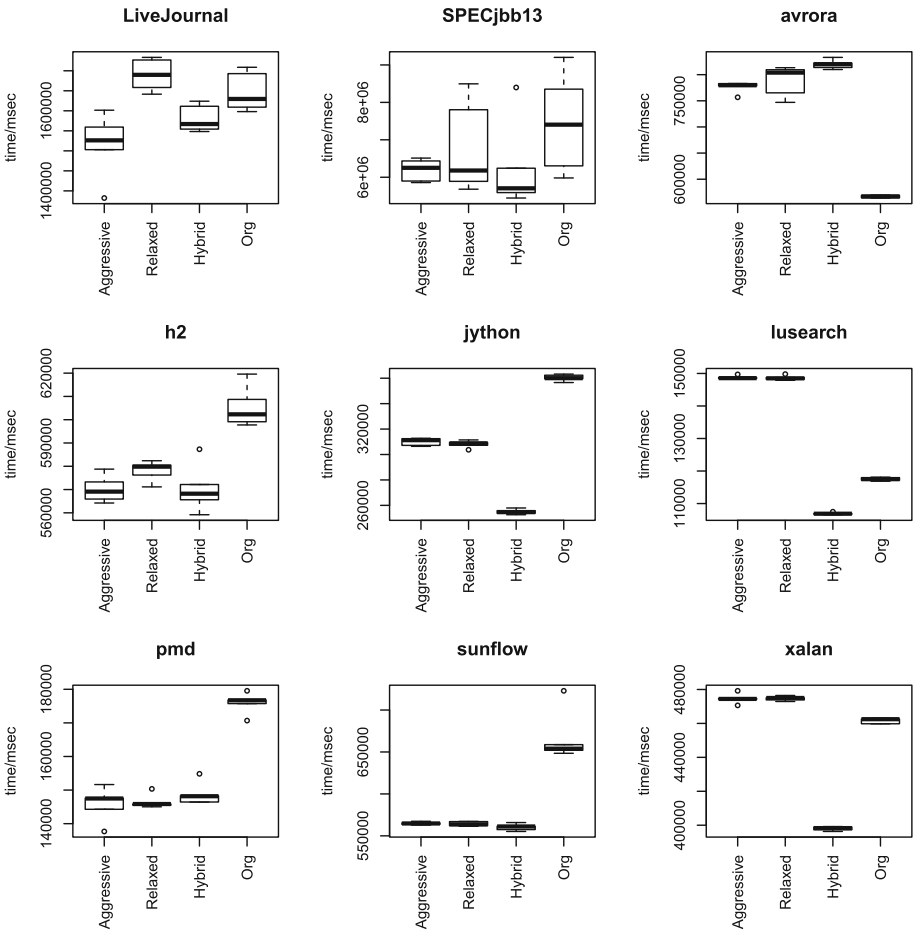 LiveJournal
time/msec
1400000
1600000
Aggressive
Relaxed
Hybrid
Org
SPECjbb13
time/msec
6e+06
8e+06
Aggressive
Relaxed
Hybrid
Org
avrora
time/msec
600000
750000
Aggressive
Relaxed
Hybrid
Org
h2
time/msec
560000
590000
620000
Aggressive
Relaxed
Hybrid
Org
jython
time/msec
260000
320000
Aggressive
Relaxed
Hybrid
Org
lusearch
time/msec
110000
130000
150000
Aggressive
Relaxed
Hybrid
Org
pmd
time/msec
140000
160000
180000
Aggressive
Relaxed
Hybrid
Org
sunflow
time/msec
550000
650000
Aggressive
Relaxed
Hybrid
Org
xalan
time/msec
400000
440000
480000
Aggressive
Relaxed
Hybrid
Org